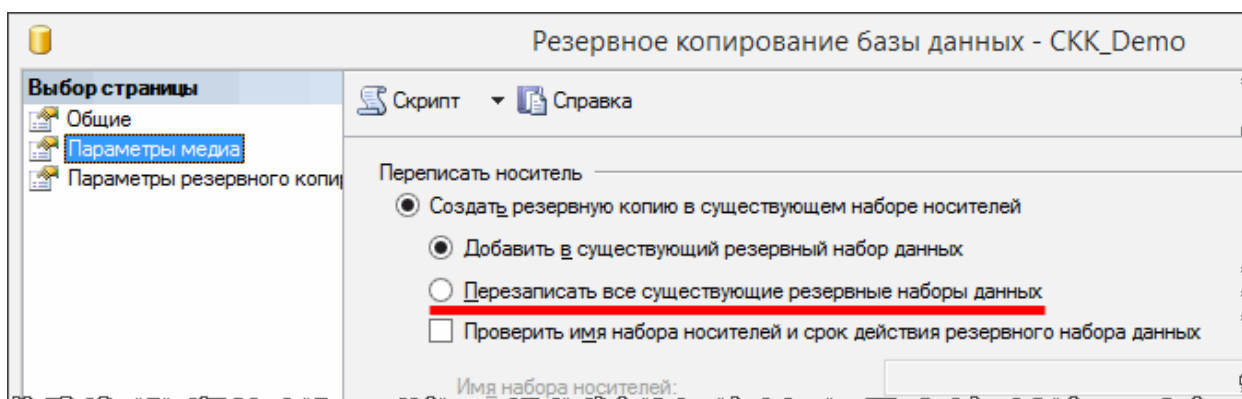 Резервное копирование базы данных - CKK_Demo
Выбор страницы
Общие
Параметры медиа
Параметры резервного
Скрипт
Справка
Переписать носитель
Создать резервную копию в существующем наборе носителей
Добавить в существующий резервный набор данных
Перезаписать все существующие резервные наборы данных
Проверить имя набора носителей и срок действия резервного набора данных
Имя набора носителей: